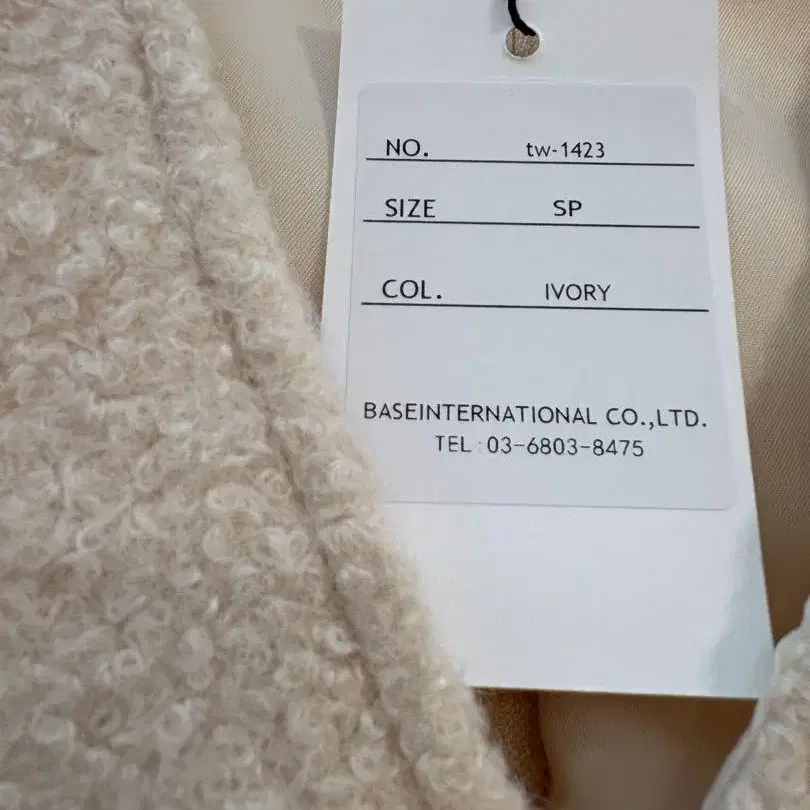 NO. tw-1423
SIZE SP
COL. IVORY
BASEINTERNATIONAL CO.,LTD.
TEL:03-6803-8475